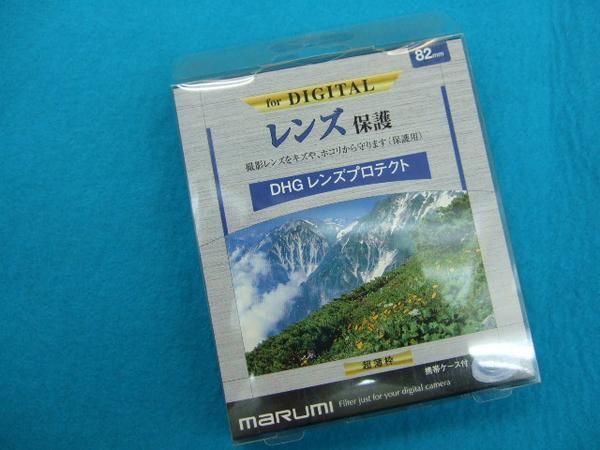 82mm
for DIGITAL
レンズ 保護
撮影レンズをキズや、ホコリから守ります〈保護用〉
DHG レンズプロテクト
超薄枠
携帯ケース付
marumi Filter just for your digital camera